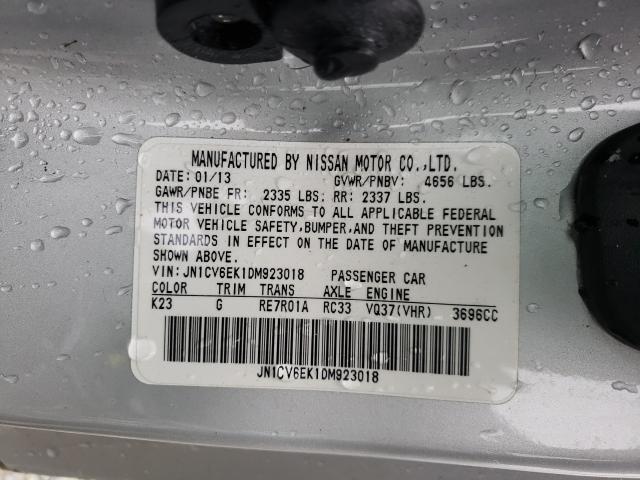 MANUFACTURED BY NISSAN MOTOR CO.,LTD.
DATE: 01/13 GVWR/PNBV: 4656 LBS.
GAWR/PNBE FR: 2335 LBS: RR: 2337 LBS.
THIS VEHICLE CONFORMS TO ALL APPLICABLE FEDERAL
MOTOR VEHICLE SAFETY,BUMPER,AND THEFT PREVENTION
STANDARDS IN EFFECT ON THE DATE OF MANUFACTURE
SHOWN ABOVE.
VIN: JN1CV6EK1DM923018 PASSENGER CAR
COLOR TRIM TRANS AXLE ENGINE
K23 G RE7R01A RC33 VQ37(VHR) 3696CC
JN1CV6EK1DM923018